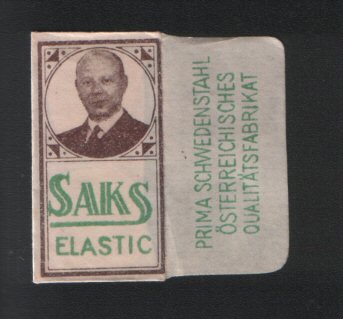 SAKS
ELASTIC
PRIMA SCHWEDENSTAHL
ÖSTERREICHISCHES
QUALITÄTSFABRIKAT